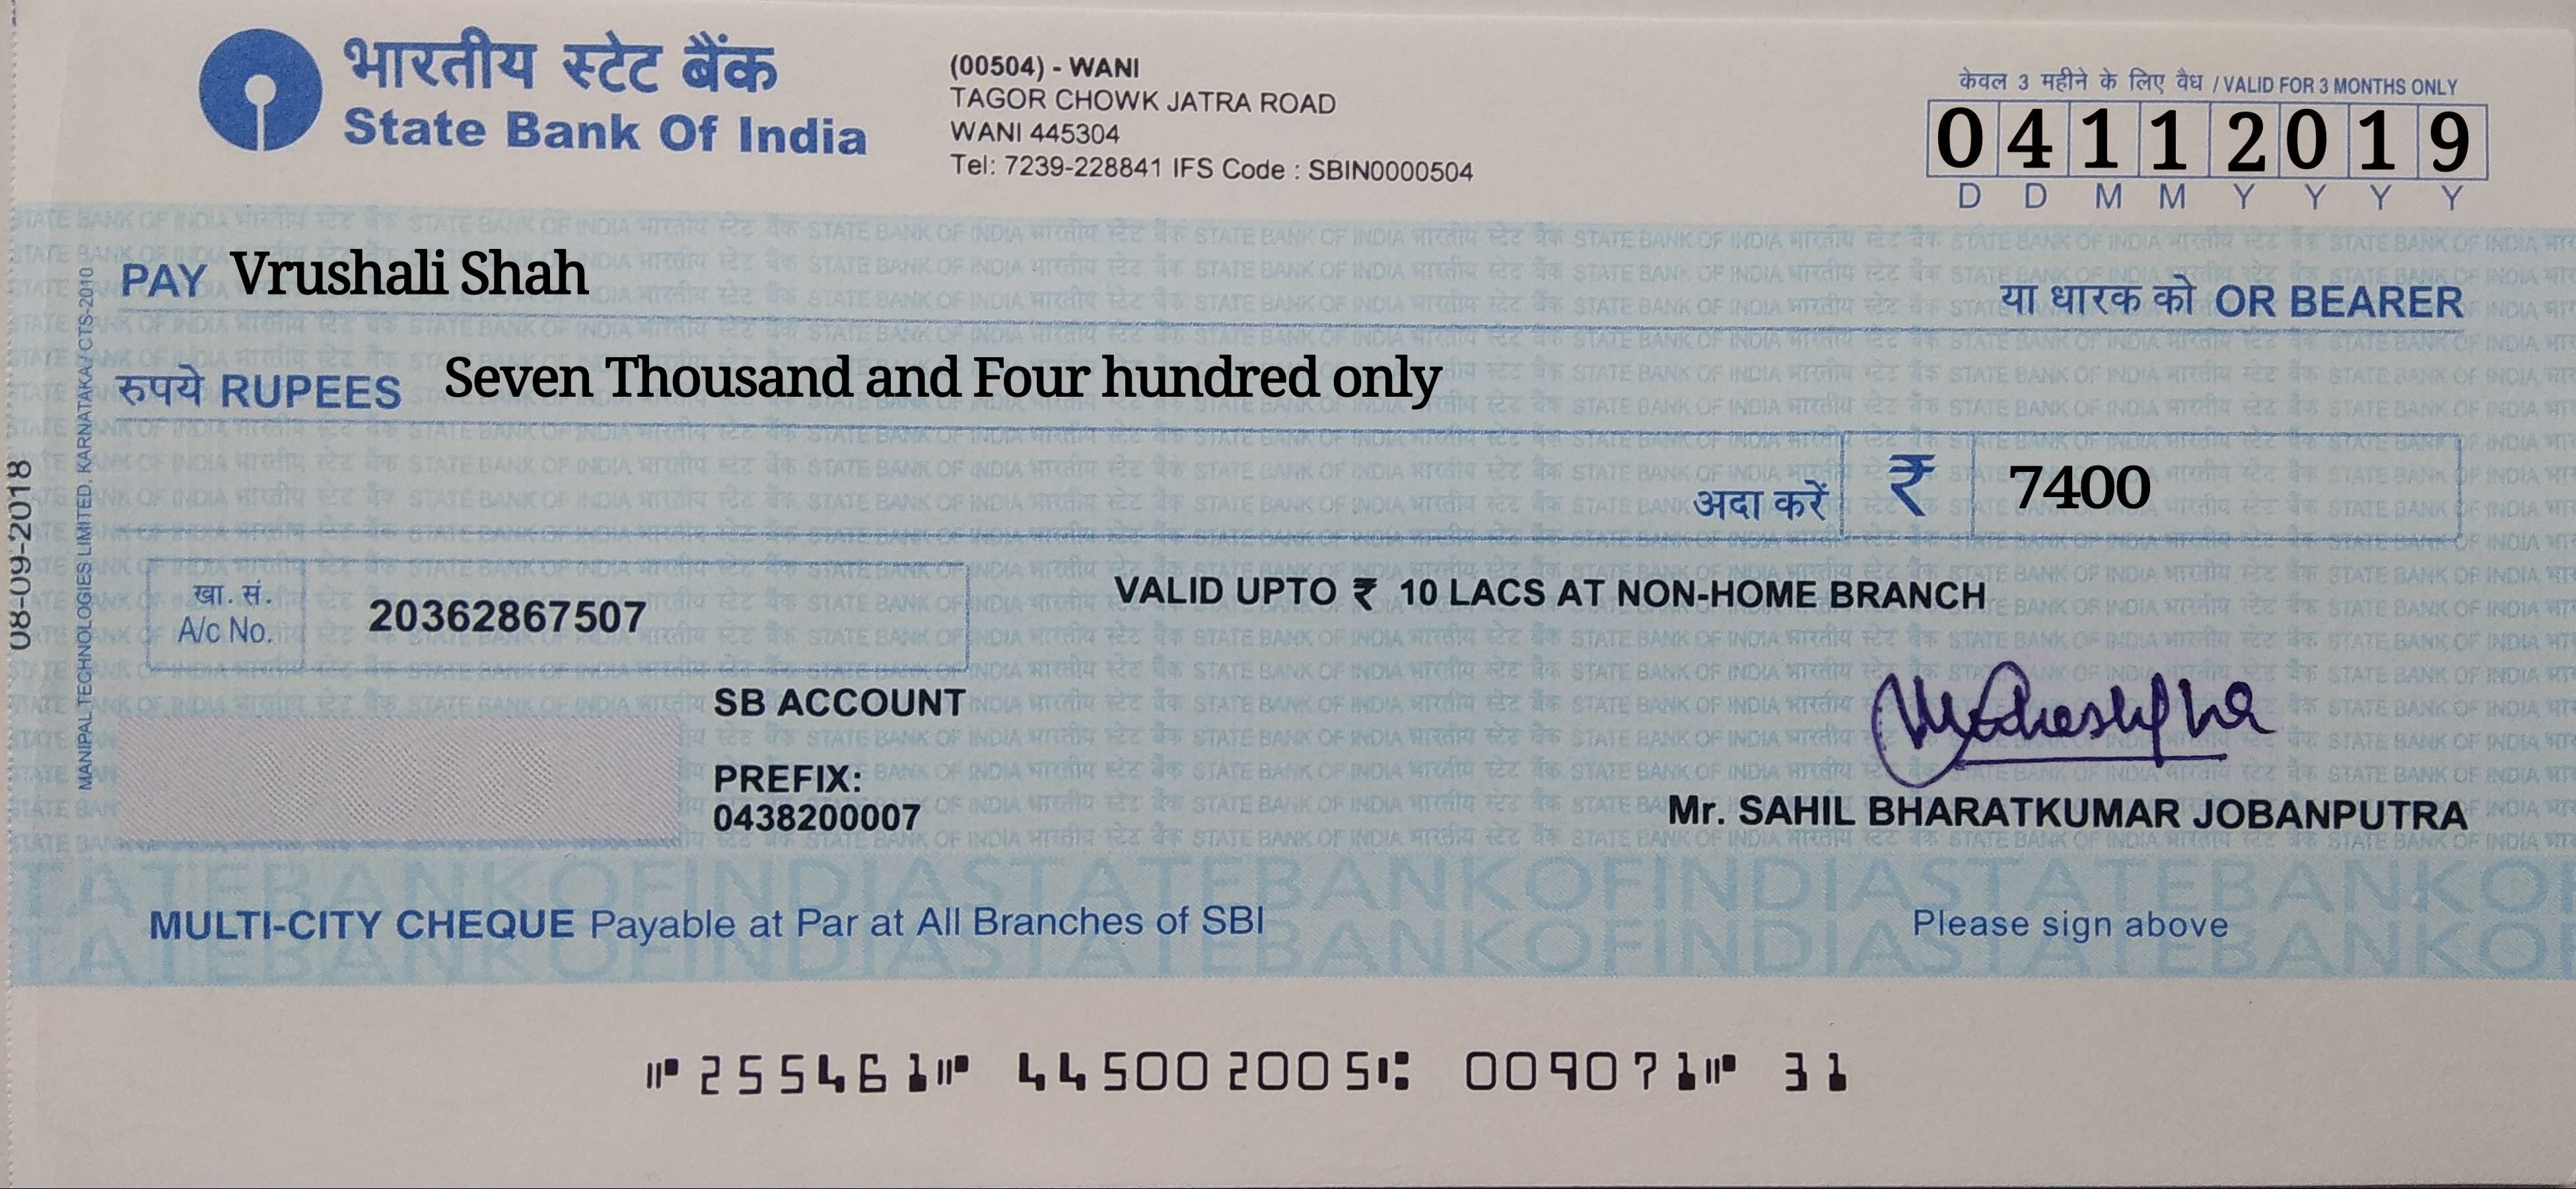 भारतीय स्टेट बैंक
State Bank Of India
(00504) - WANI
TAGOR CHOWK JATRA ROAD
WANI 445304
Tel: 7239-228841 IFS Code : SBIN0000504
केवल 3 महीने के लिए वैध / VALID FOR 3 MONTHS ONLY
0 4 1 1 2 0 1 9
D D M M Y Y Y Y
PAY Vrushali Shah या धारक को OR BEARER
रुपये RUPEES Seven Thousand and Four hundred only
अदा करें ₹ 7400
खा. सं.
A/c No. 20362867507
VALID UPTO ₹ 10 LACS AT NON-HOME BRANCH
SB ACCOUNT
PREFIX:
0438200007
Mr. SAHIL BHARATKUMAR JOBANPUTRA
MULTI-CITY CHEQUE Payable at Par at All Branches of SBI
Please sign above
⑈255461⑈ 445002005⑆ 009071⑈ 31
MANIPAL TECHNOLOGIES LIMITED, KARNATAKA / CTS-2010
08-09-2018